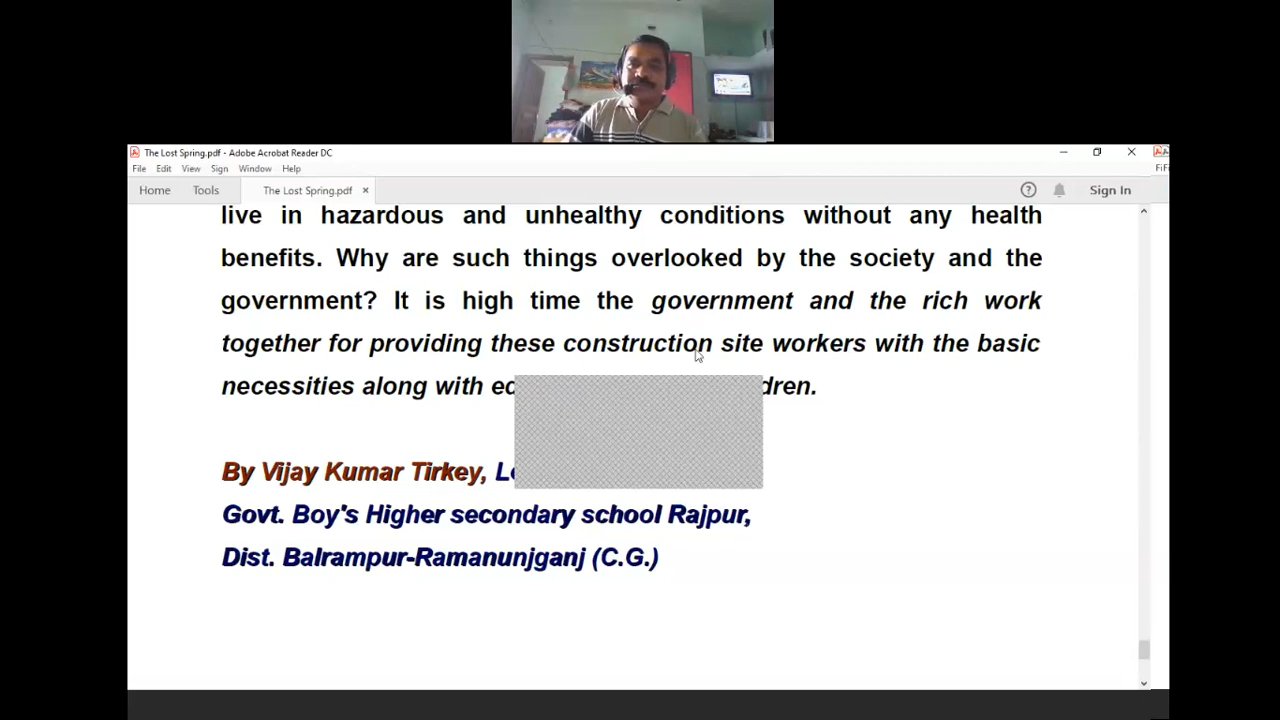 The Lost Spring.pdf - Adobe Acrobat Reader DC
File Edit View Sign Window Help
Home Tools The Lost Spring.pdf × Sign In
live in hazardous and unhealthy conditions without any health
benefits. Why are such things overlooked by the society and the
government? It is high time the government and the rich work
together for providing these construction site workers with the basic
necessities along with
By Vijay Kumar Tirkey,
Govt. Boy's Higher secondary school Rajpur,
Dist. Balrampur-Ramanunjganj (C.G.)